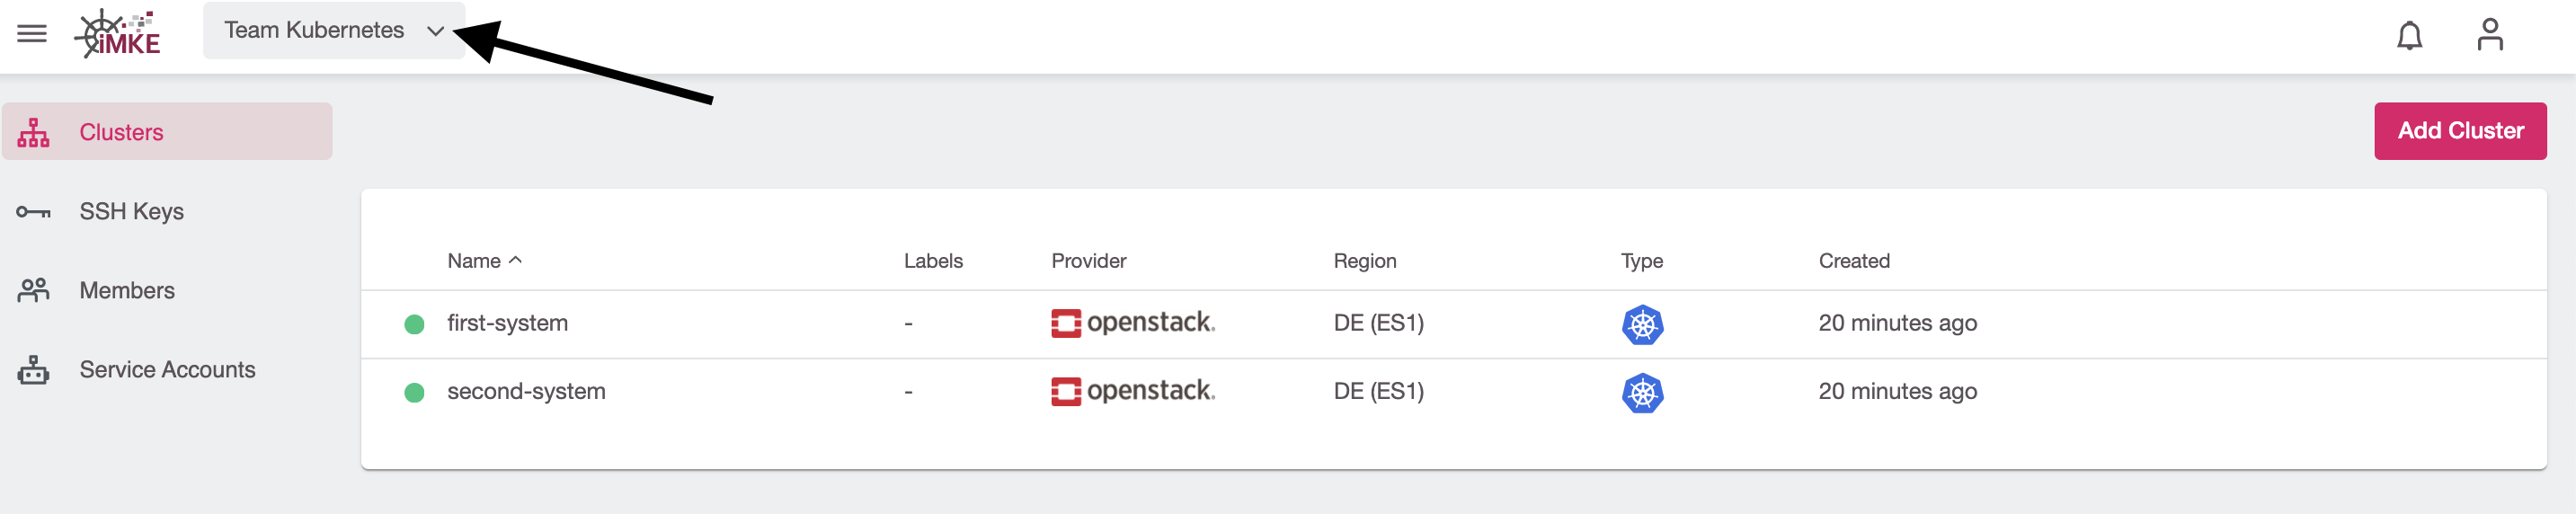 iMKE
Team Kubernetes
Clusters
Add Cluster
SSH Keys
Members
Service Accounts
Name Labels Provider Region Type Created
first-system - openstack. DE (ES1) 20 minutes ago
second-system - openstack. DE (ES1) 20 minutes ago